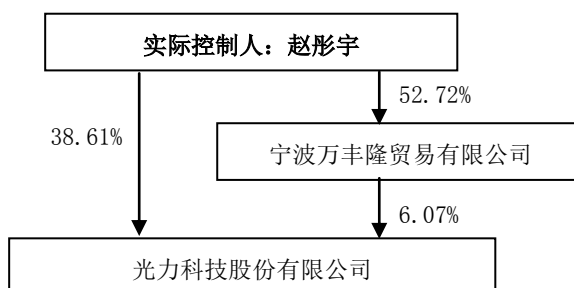 实际控制人：赵彤宇
52.72%
38.61%
宁波万丰隆贸易有限公司
6.07%
光力科技股份有限公司